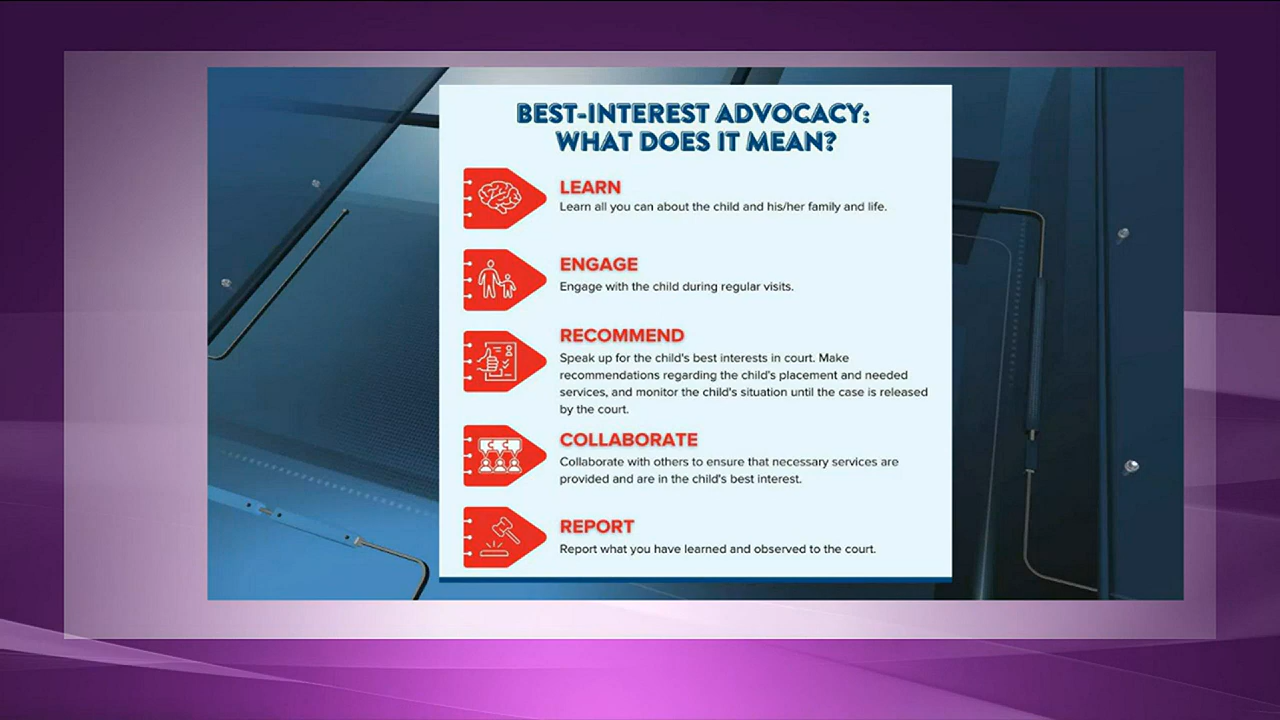 BEST-INTEREST ADVOCACY:
WHAT DOES IT MEAN?
LEARN
Learn all you can about the child and his/her family and life.
ENGAGE
Engage with the child during regular visits.
RECOMMEND
Speak up for the child's best interests in court. Make
recommendations regarding the child's placement and needed
services, and monitor the child's situation until the case is released
by the court.
COLLABORATE
Collaborate with others to ensure that necessary services are
provided and are in the child's best interest.
REPORT
Report what you have learned and observed to the court.